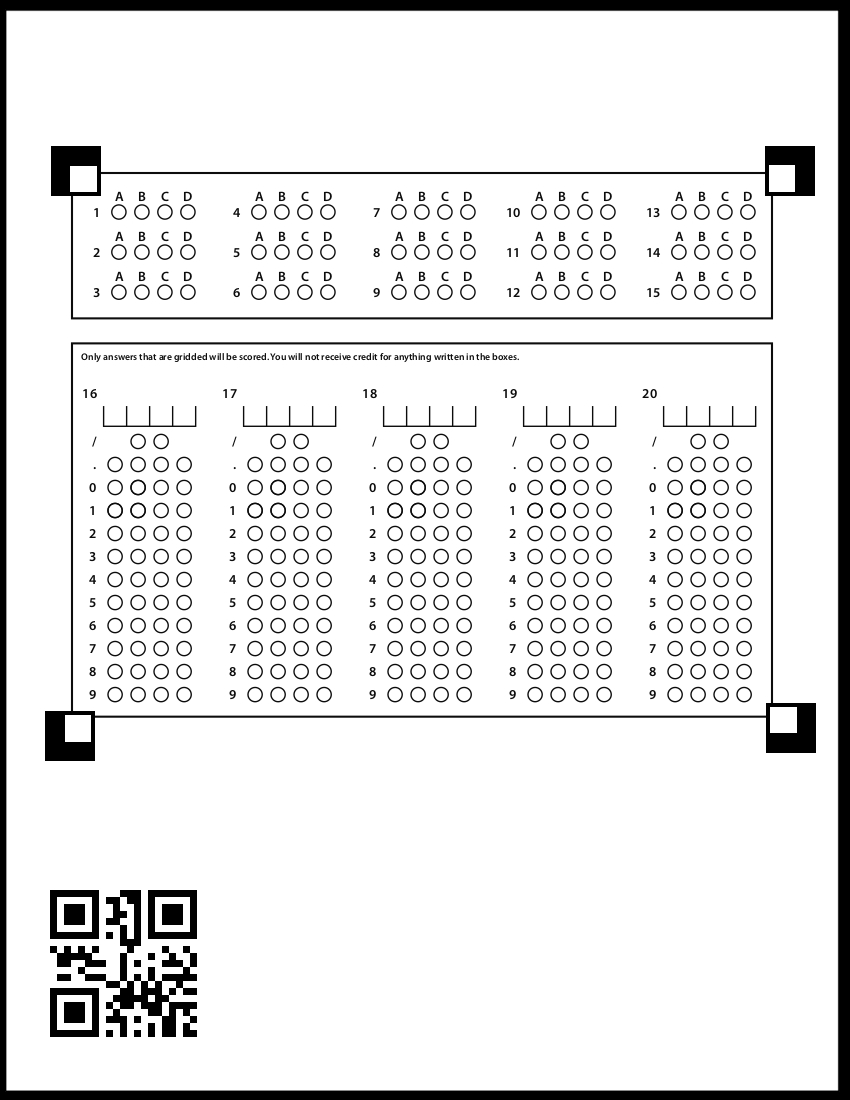 A B C D A B C D A B C D A B C D A B C D
1 4 7 10 13
A B C D A B C D A B C D A B C D A B C D
2 5 8 11 14
A B C D A B C D A B C D A B C D A B C D
3 6 9 12 15
Only answers that are gridded will be scored. You will not receive credit for anything written in the boxes.
16 17 18 19 20
/ / / / /
. . . . .
0 0 0 0 0
1 1 1 1 1
2 2 2 2 2
3 3 3 3 3
4 4 4 4 4
5 5 5 5 5
6 6 6 6 6
7 7 7 7 7
8 8 8 8 8
9 9 9 9 9